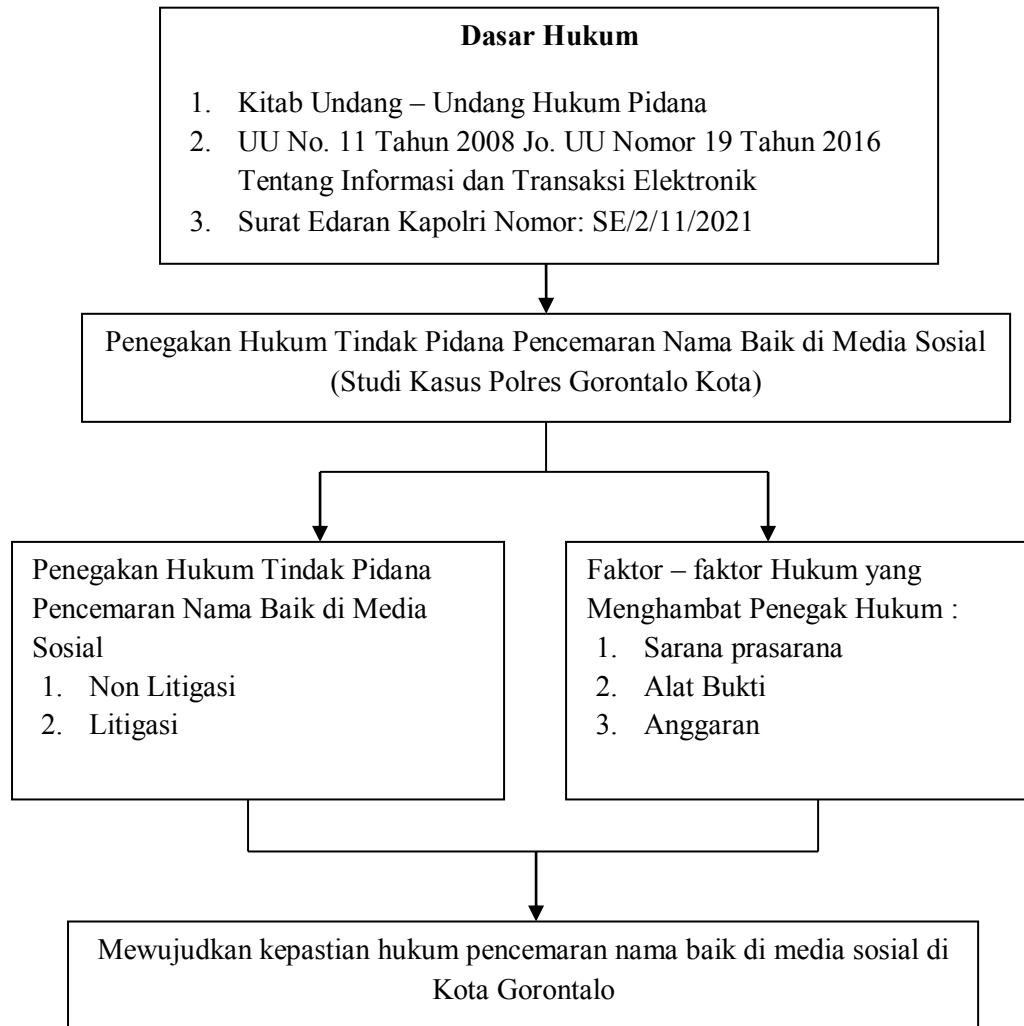 Dasar Hukum
1. Kitab Undang – Undang Hukum Pidana
2. UU No. 11 Tahun 2008 Jo. UU Nomor 19 Tahun 2016
Tentang Informasi dan Transaksi Elektronik
3. Surat Edaran Kapolri Nomor: SE/2/11/2021
Penegakan Hukum Tindak Pidana Pencemaran Nama Baik di Media Sosial
(Studi Kasus Polres Gorontalo Kota)
Penegakan Hukum Tindak Pidana
Pencemaran Nama Baik di Media
Sosial
1. Non Litigasi
2. Litigasi
Faktor – faktor Hukum yang
Menghambat Penegak Hukum :
1. Sarana prasarana
2. Alat Bukti
3. Anggaran
Mewujudkan kepastian hukum pencemaran nama baik di media sosial di
Kota Gorontalo